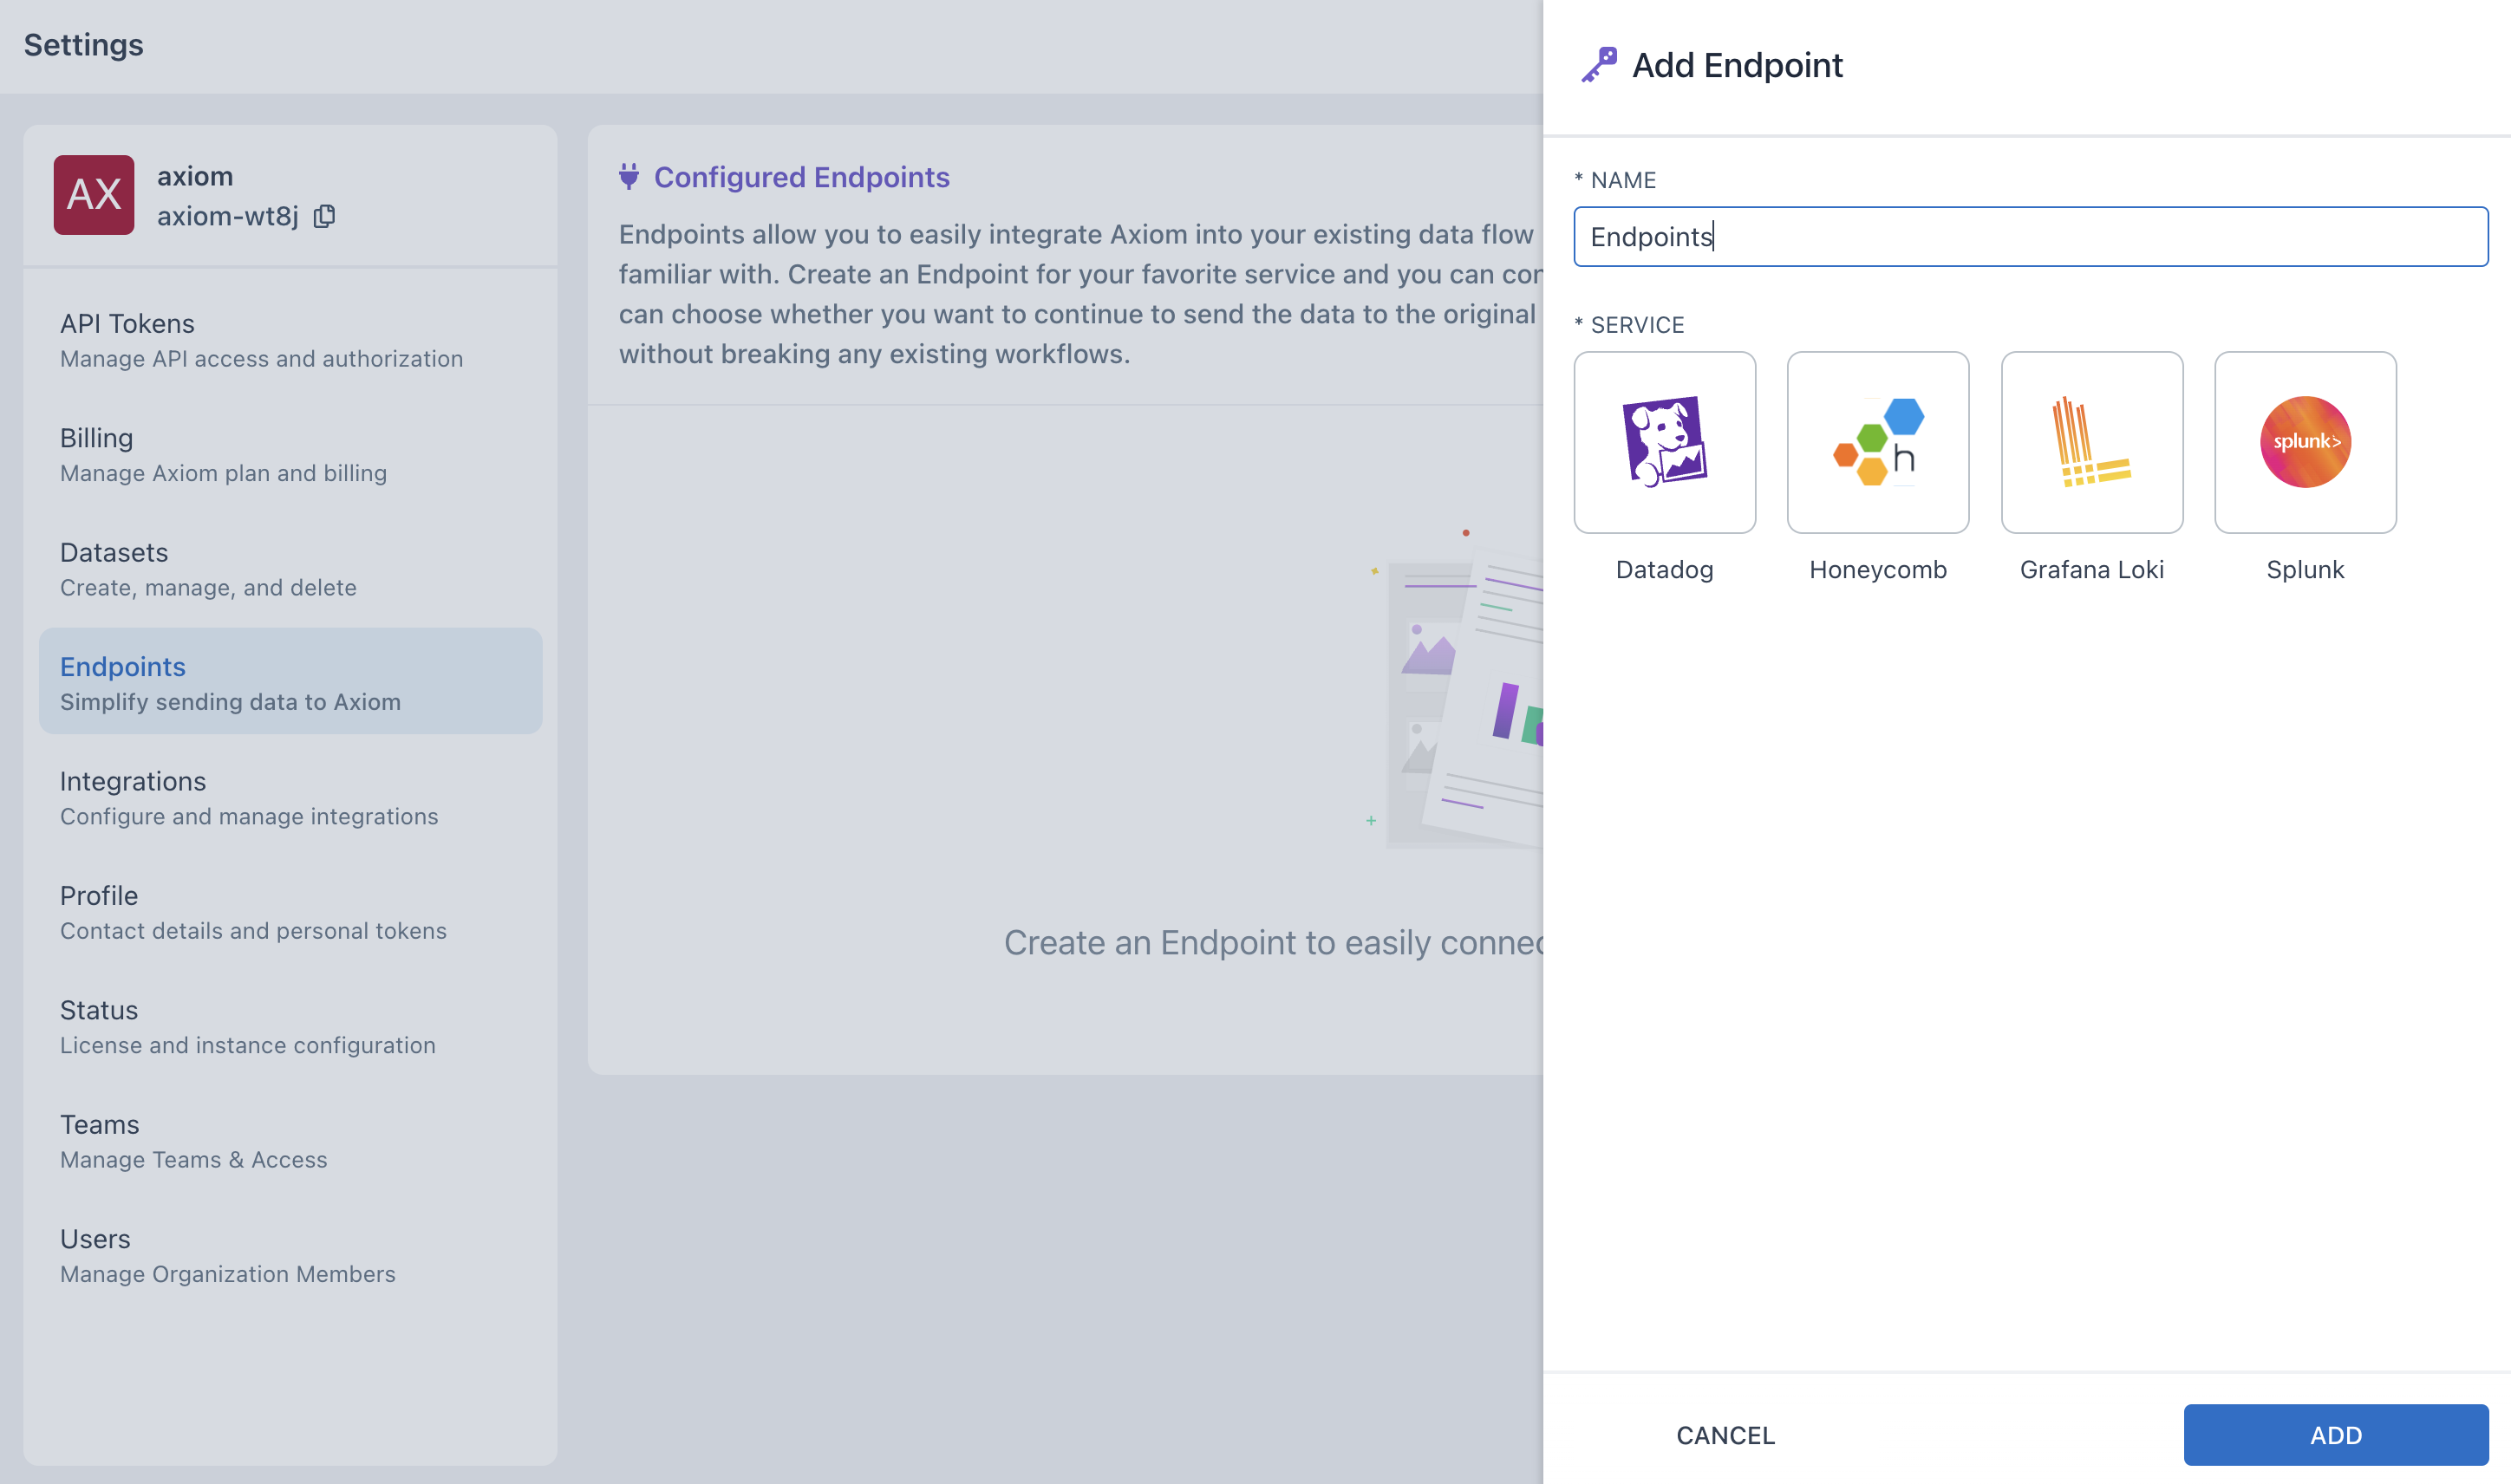 Settings
AX
axiom
axiom-wt8j
API Tokens
Manage API access and authorization
Billing
Manage Axiom plan and billing
Datasets
Create, manage, and delete
Endpoints
Simplify sending data to Axiom
Integrations
Configure and manage integrations
Profile
Contact details and personal tokens
Status
License and instance configuration
Teams
Manage Teams & Access
Users
Manage Organization Members
Configured Endpoints
Endpoints allow you to easily integrate Axiom into your existing data flow
familiar with. Create an Endpoint for your favorite service and you can
can choose whether you want to continue to send the data to the original
without breaking any existing workflows.
Create an Endpoint to easily
Add Endpoint
* NAME
Endpoints
* SERVICE
h
splunk>
Datadog
Honeycomb
Grafana Loki
Splunk
CANCEL
ADD